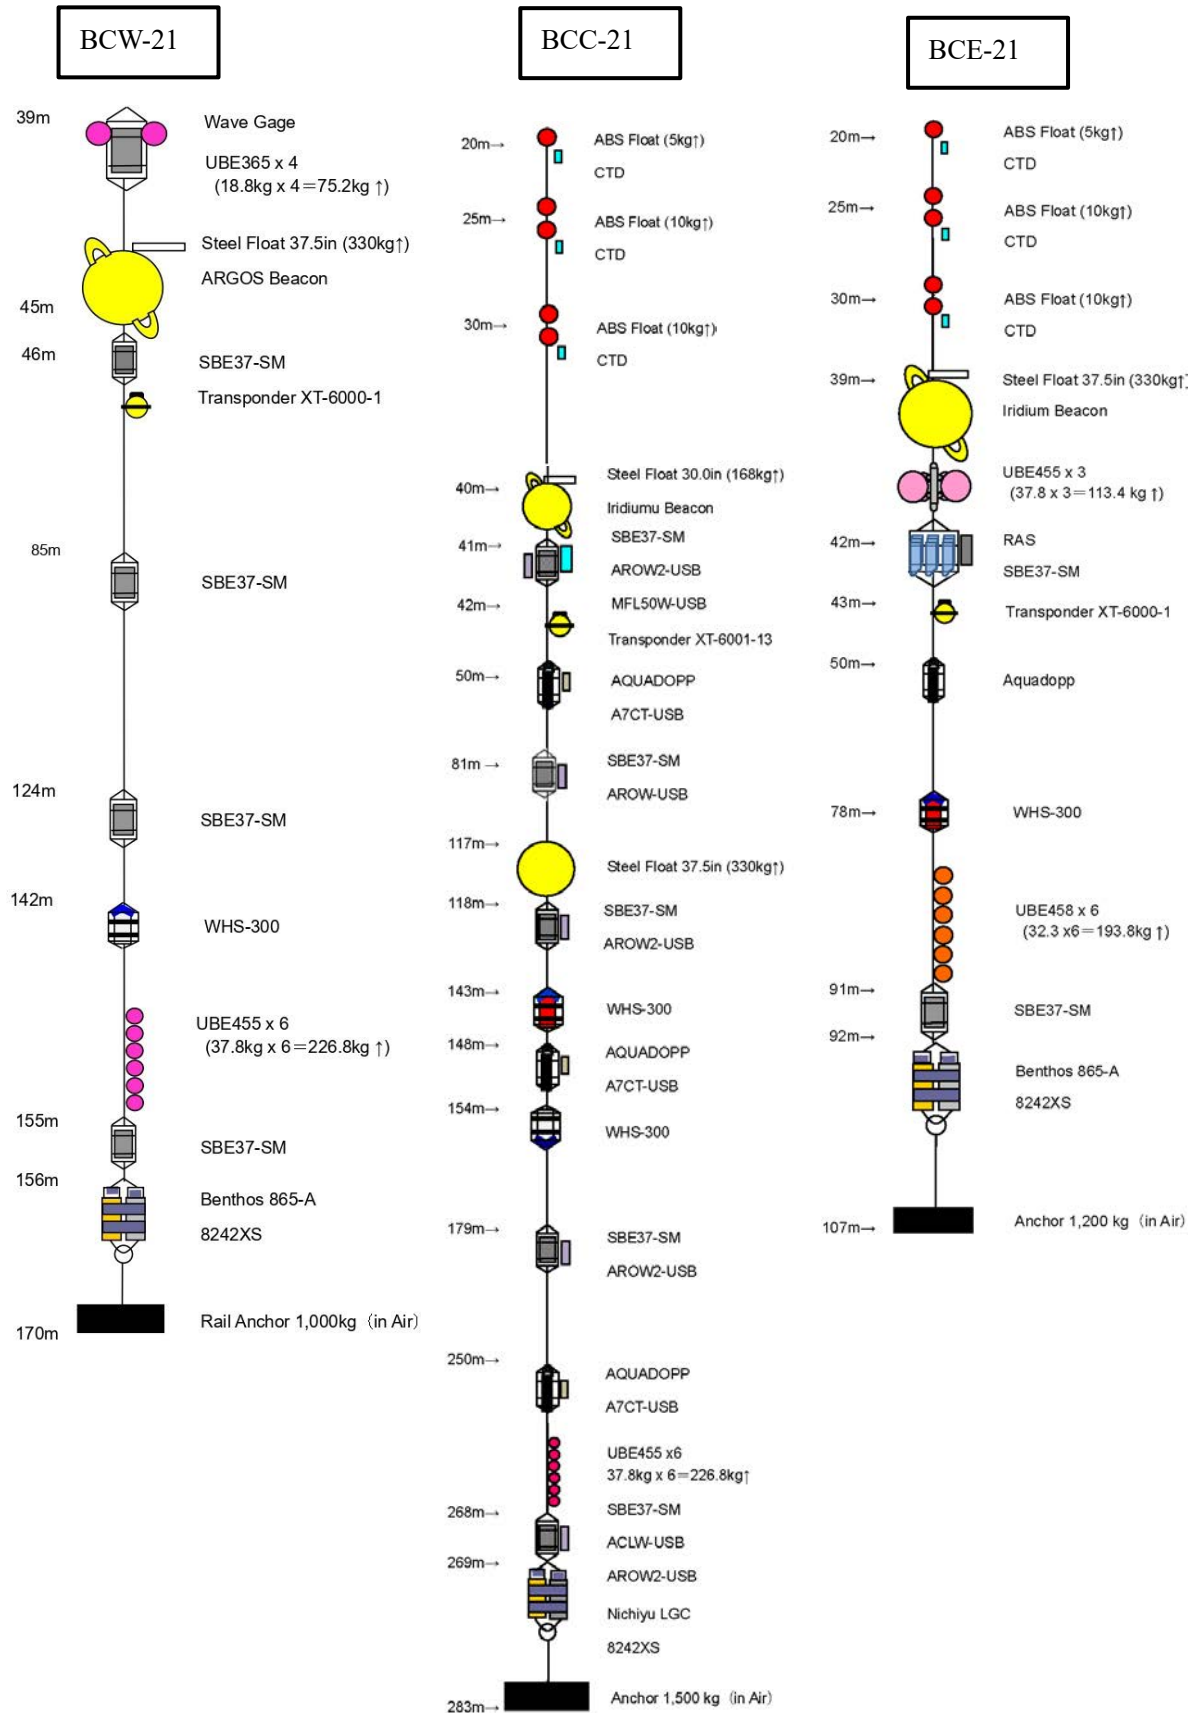 BCW-21
39m
Wave Gage
UBE365 x 4
(18.8kg x 4=75.2kg ↑)
Steel Float 37.5in (330kg↑)
ARGOS Beacon
45m
46m
SBE37-SM
Transponder XT-6000-1
85m
SBE37-SM
124m
SBE37-SM
142m
WHS-300
UBE455 x 6
(37.8kg x 6=226.8kg ↑)
155m
SBE37-SM
156m
Benthos 865-A
8242XS
Rail Anchor 1,000kg (in Air)
170m
BCC-21
20m→
ABS Float (5kg↑)
CTD
25m→
ABS Float (10kg↑)
CTD
30m→
ABS Float (10kg↑)
CTD
Steel Float 30.0in (168kg↑)
40m→
Iridiumu Beacon
SBE37-SM
41m→
AROW2-USB
42m→
MFL50W-USB
Transponder XT-6001-13
50m→
AQUADOPP
A7CT-USB
81m→
SBE37-SM
AROW-USB
117m→
Steel Float 37.5in (330kg↑)
118m→
SBE37-SM
AROW2-USB
143m→
WHS-300
148m→
AQUADOPP
A7CT-USB
154m→
WHS-300
179m→
SBE37-SM
AROW2-USB
250m→
AQUADOPP
A7CT-USB
UBE455 x6
37.8kg x 6=226.8kg↑
268m→
SBE37-SM
ACLW-USB
269m→
AROW2-USB
Nichiyu LGC
8242XS
Anchor 1,500 kg (in Air)
283m→
BCE-21
20m→
ABS Float (5kg↑)
CTD
25m→
ABS Float (10kg↑)
CTD
30m→
ABS Float (10kg↑)
CTD
39m→
Steel Float 37.5in (330kg↑)
Iridium Beacon
UBE455 x 3
(37.8 x 3=113.4 kg ↑)
42m→
RAS
SBE37-SM
43m→
Transponder XT-6000-1
50m→
Aquadopp
78m→
WHS-300
UBE458 x 6
(32.3 x6=193.8kg ↑)
91m→
SBE37-SM
92m→
Benthos 865-A
8242XS
107m→
Anchor 1,200 kg (in Air)